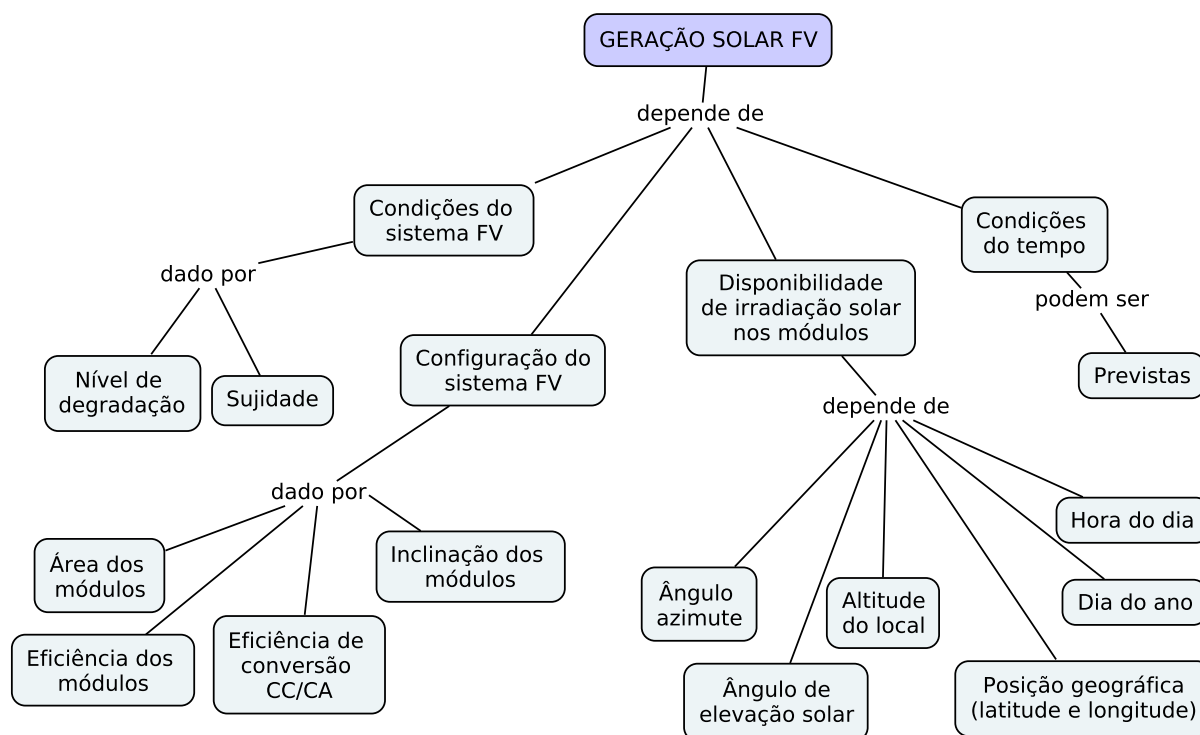 GERAÇÃO SOLAR FV
depende de
Condições do
sistema FV
Condições
do tempo
dado por
Disponibilidade
de irradiação solar
nos módulos
podem ser
Nível de
degradação
Sujidade
Configuração do
sistema FV
Previstas
depende de
dado por
Área dos
módulos
Inclinação dos
módulos
Eficiência dos
módulos
Eficiência de
conversão
CC/CA
Hora do dia
Ângulo
azimute
Altitude
do local
Dia do ano
Ângulo de
elevação solar
Posição geográfica
(latitude e longitude)